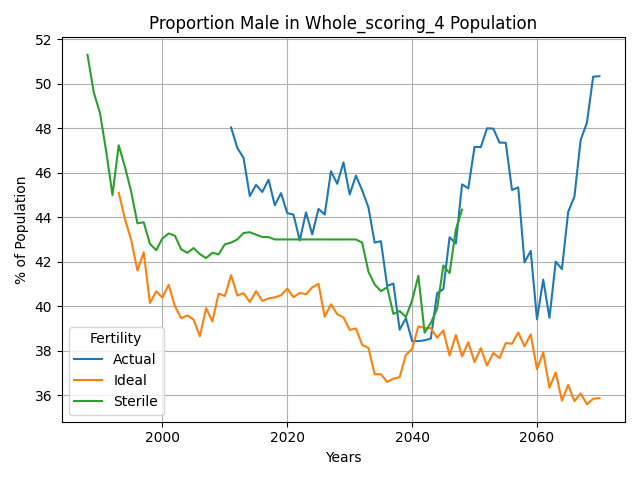 Proportion Male in Whole_scoring_4 Population
% of Population
52
50
48
46
44
42
40
38
36
Fertility
Actual
Ideal
Sterile
2000 2020 2040 2060
Years